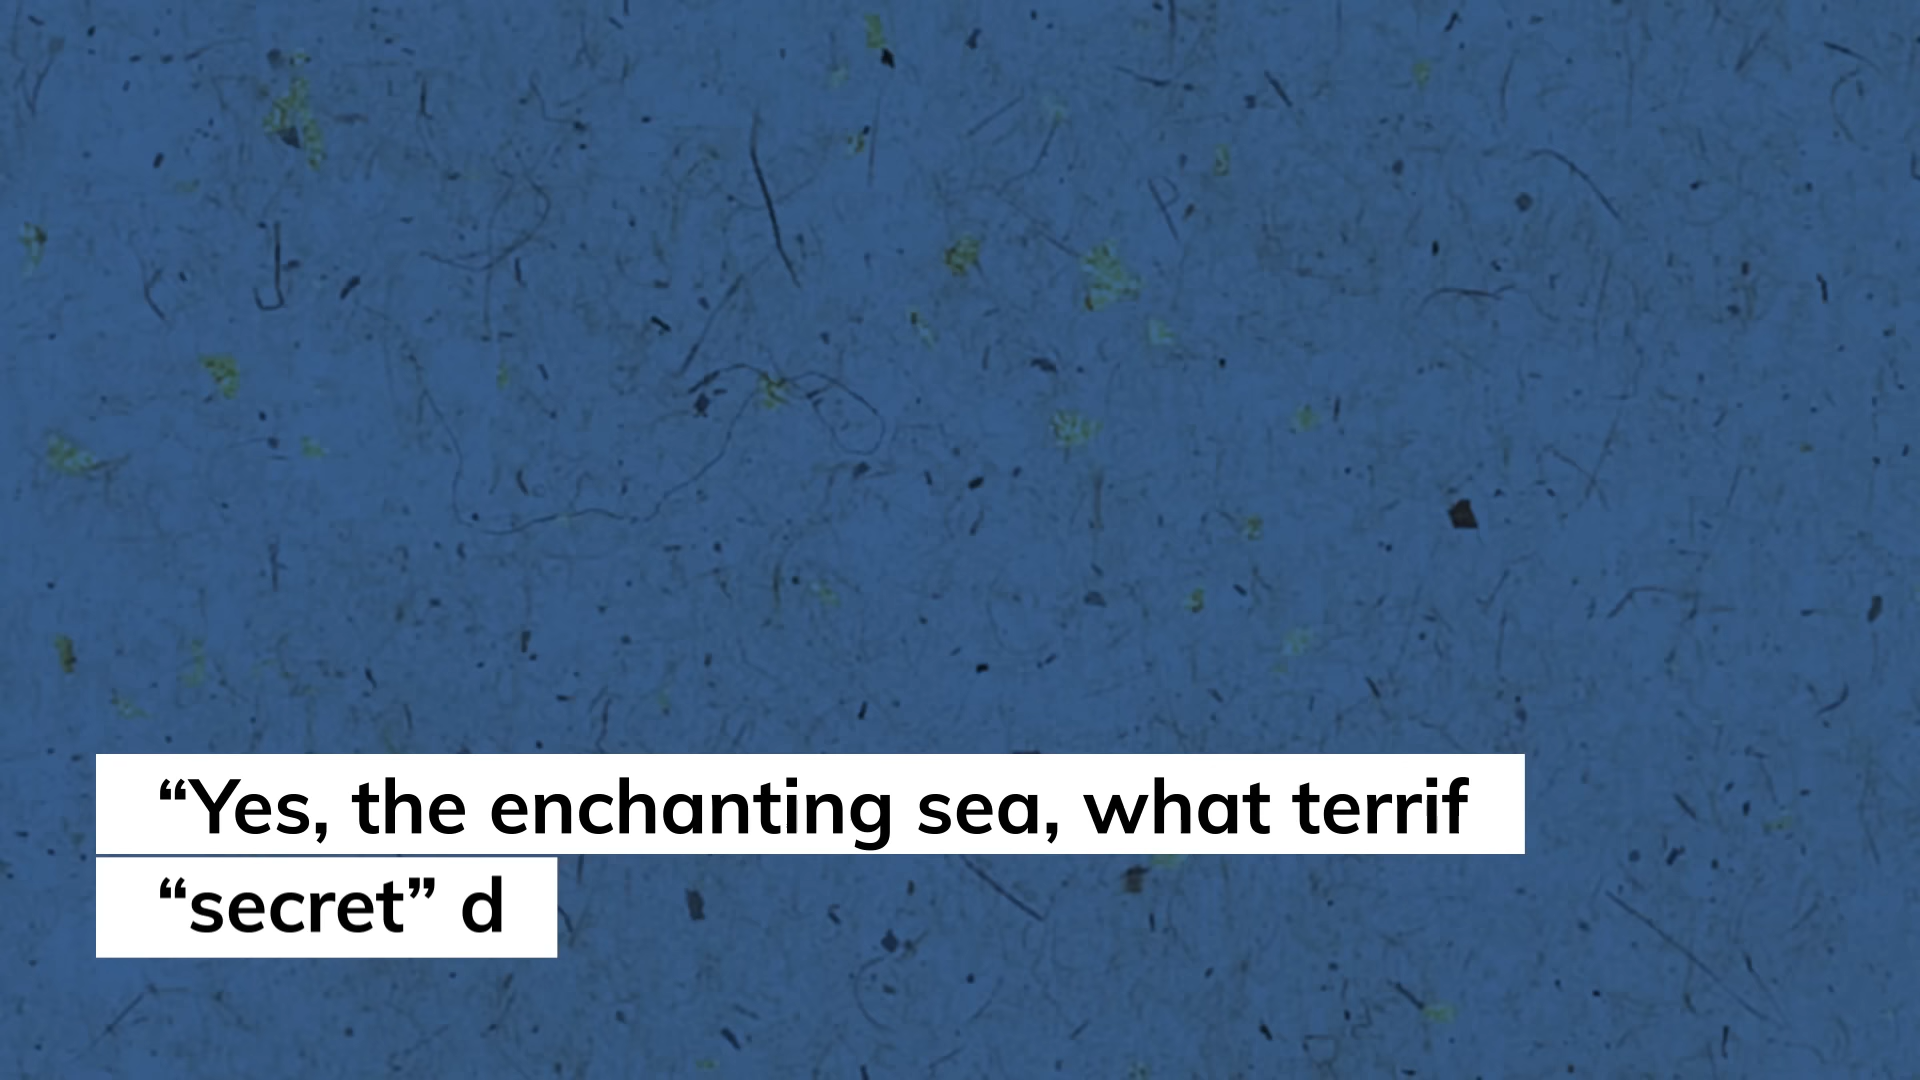 “Yes, the enchanting sea, what terrif
“secret” d